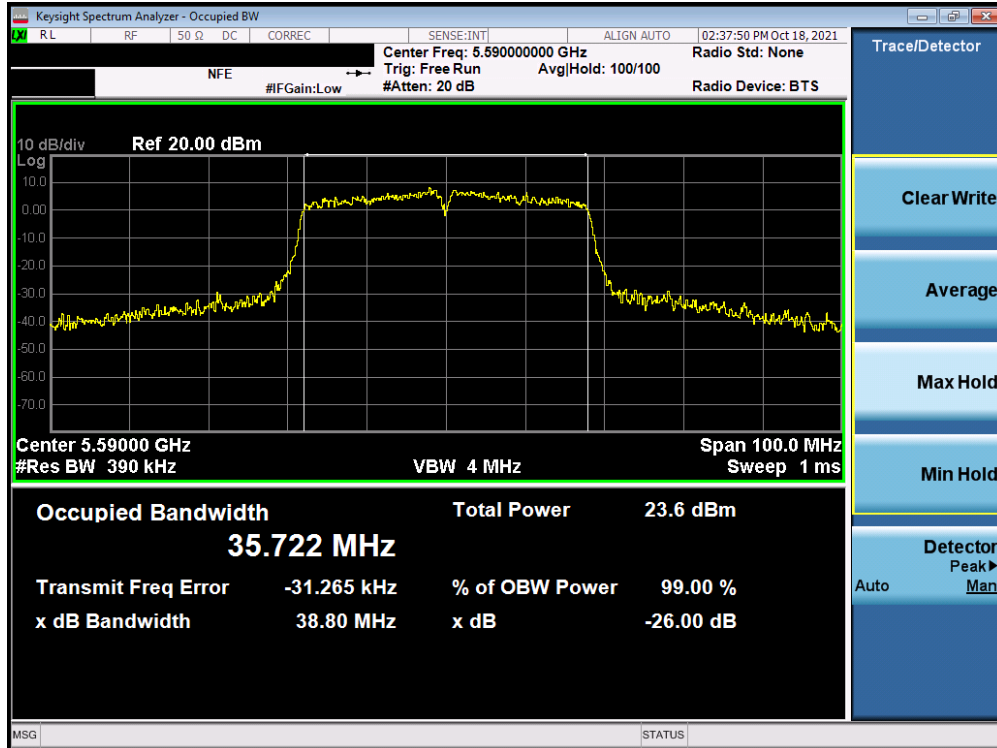 Keysight Spectrum Analyzer - Occupied BW
LXI RL RF 50 Ω DC CORREC SENSE:INT ALIGN AUTO 02:37:50 PM Oct 18, 2021
Center Freq: 5.590000000 GHz Radio Std: None
NFE Trig: Free Run Avg|Hold: 100/100
#IFGain:Low #Atten: 20 dB Radio Device: BTS
10 dB/div Ref 20.00 dBm
Log
10.0
0.00
-10.0
-20.0
-30.0
-40.0
-50.0
-60.0
-70.0
Center 5.59000 GHz Span 100.0 MHz
#Res BW 390 kHz VBW 4 MHz Sweep 1 ms
Occupied Bandwidth Total Power 23.6 dBm
35.722 MHz
Transmit Freq Error -31.265 kHz % of OBW Power 99.00 %
x dB Bandwidth 38.80 MHz x dB -26.00 dB
MSG STATUS
Trace/Detector
Clear Write
Average
Max Hold
Min Hold
Detector
Peak▶
Auto Man